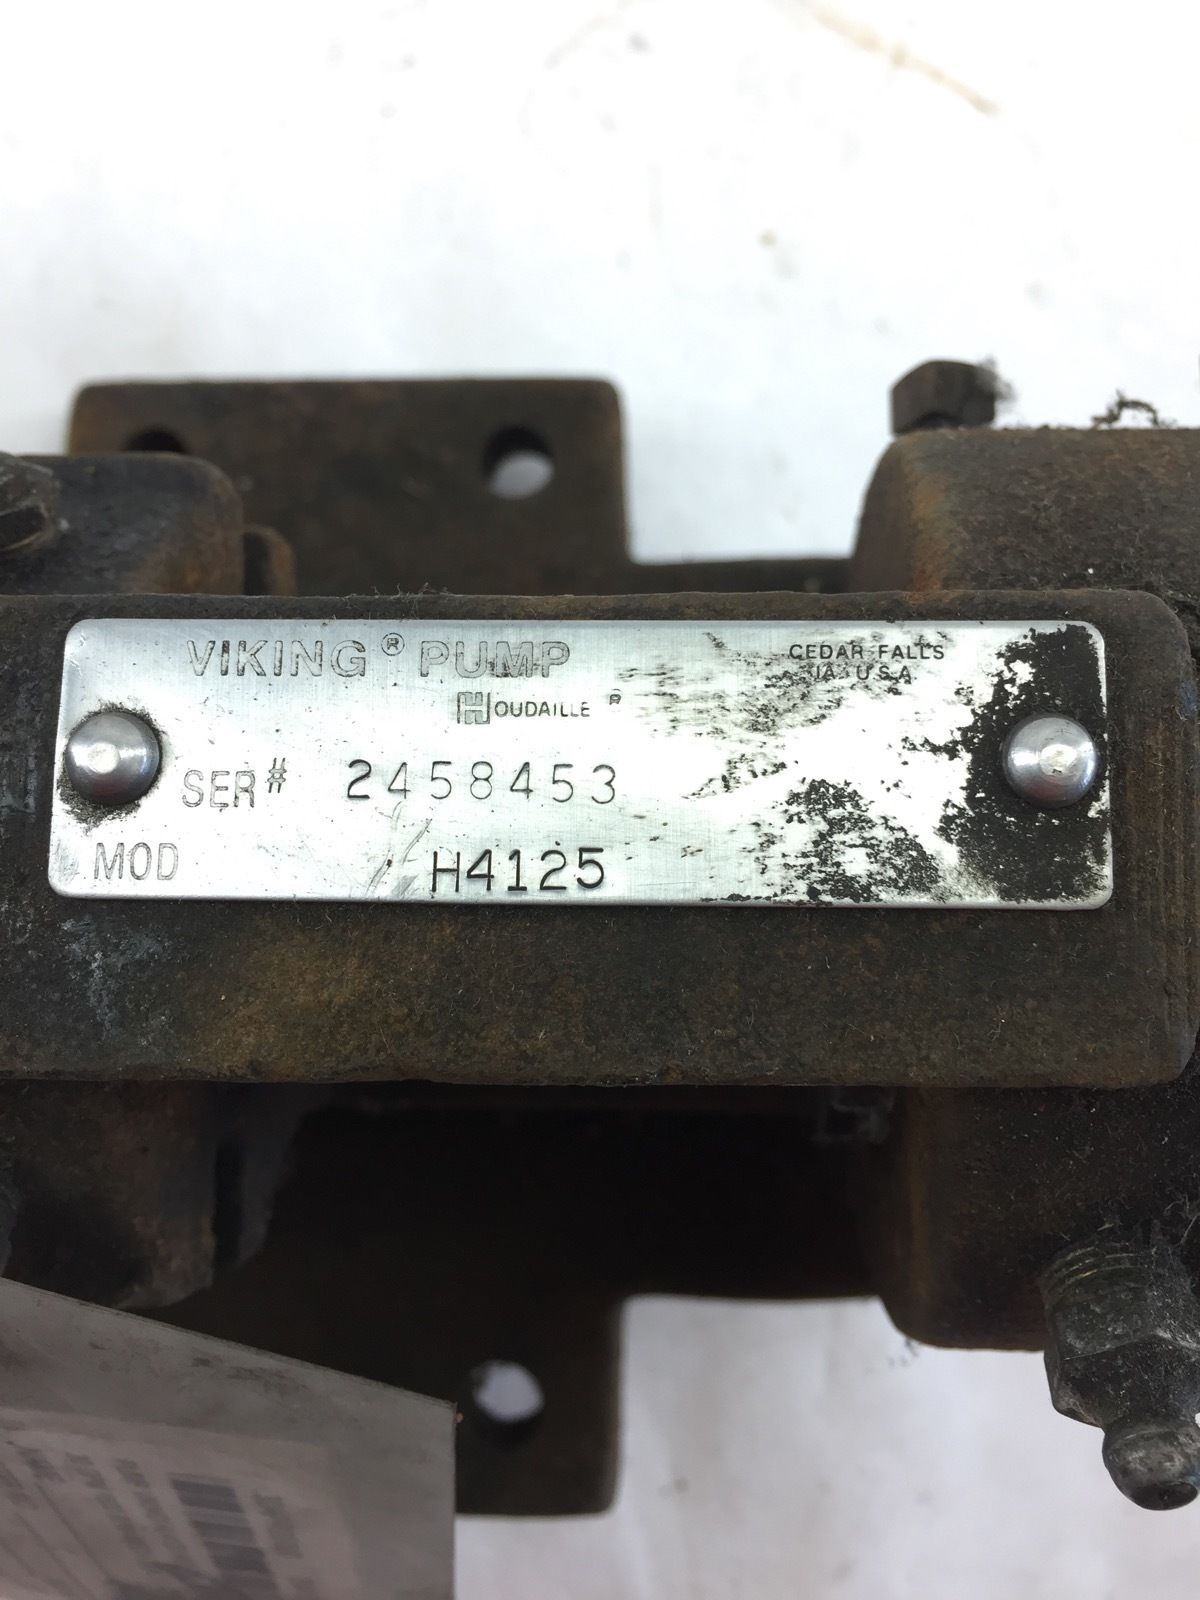 VIKING® PUMP
CEDAR FALLS
IA U.S.A
HOUDAILLE ®
SER# 2458453
MOD H4125